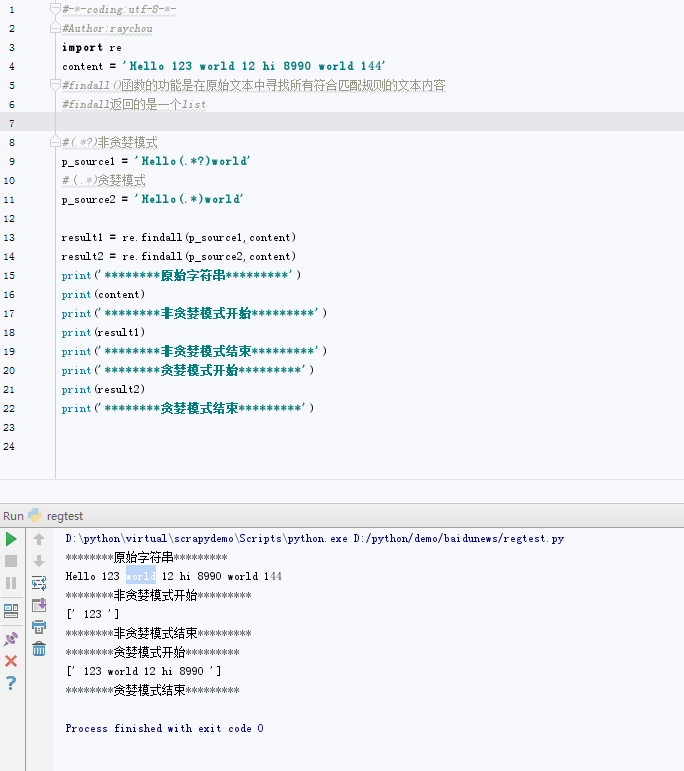 1 #-*-coding:utf-8-*-
2 #Author:raychou
3 import re
4 content = 'Hello 123 world 12 hi 8990 world 144'
5 #findall()函数的功能是在原始文本中寻找所有符合匹配规则的文本内容
6 #findall返回的是一个list
7
8 #(.*?)非贪婪模式
9 p_source1 = 'Hello(.*?)world'
10 #（.*)贪婪模式
11 p_source2 = 'Hello(.*)world'
12
13 result1 = re.findall(p_source1,content)
14 result2 = re.findall(p_source2,content)
15 print('********原始字符串*********')
16 print(content)
17 print('********非贪婪模式开始*********')
18 print(result1)
19 print('********非贪婪模式结束*********')
20 print('********贪婪模式开始*********')
21 print(result2)
22 print('********贪婪模式结束*********')
23
24
Run regtest
D:\python\virtual\scrapydemo\Scripts\python.exe D:/python/demo/baidunews/regtest.py
********原始字符串*********
Hello 123 world 12 hi 8990 world 144
********非贪婪模式开始*********
[' 123 ']
********非贪婪模式结束*********
********贪婪模式开始*********
[' 123 world 12 hi 8990 ']
********贪婪模式结束*********
Process finished with exit code 0